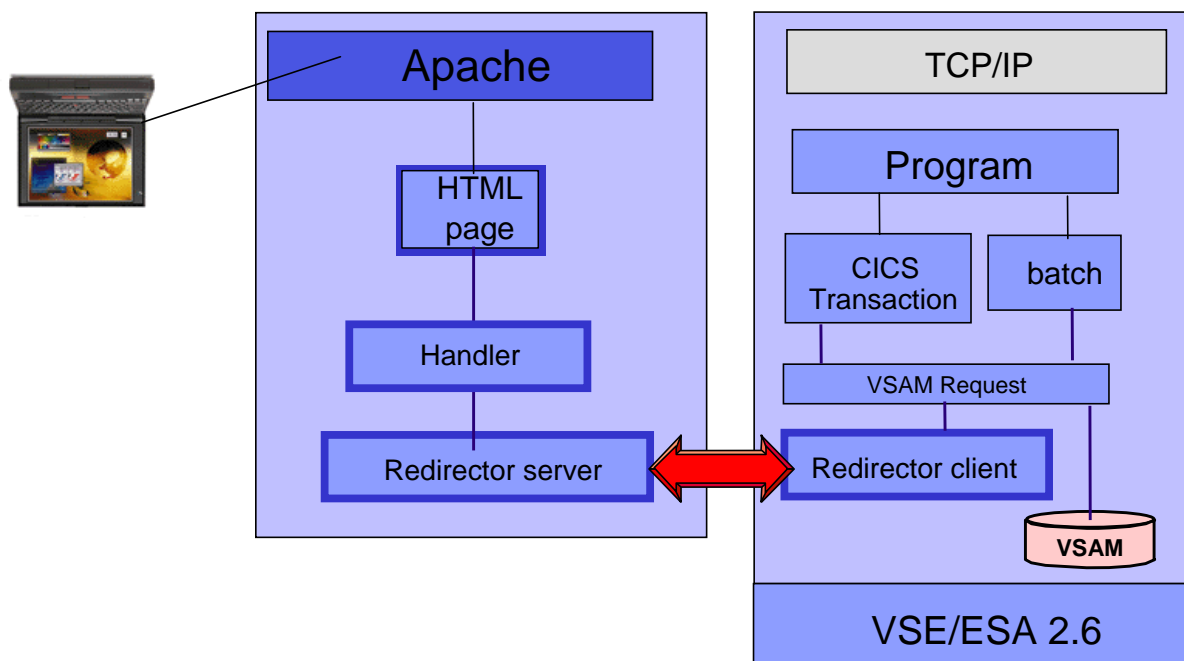 Apache
HTML
page
Handler
Redirector server
TCP/IP
Program
CICS
Transaction
batch
VSAM Request
Redirector client
VSAM
VSE/ESA 2.6